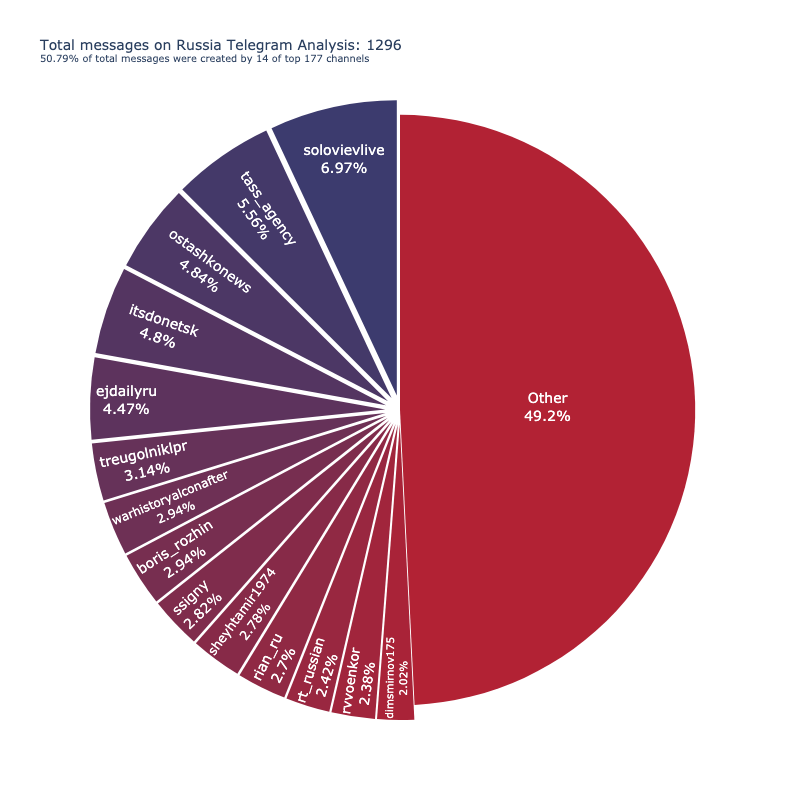 Total messages on Russia Telegram Analysis: 1296
50.79% of total messages were created by 14 of top 177 channels
solovievlive
6.97%
tass_agency
5.56%
ostashkonews
4.84%
itsdonetsk
4.8%
ejdailyru
4.47%
treugolniklpr
3.14%
warhistoryalconafter
2.94%
boris_rozhin
2.94%
ssigny
2.82%
sheyhtamir1974
2.78%
rian_ru
2.7%
rt_russian
2.42%
rvvoenkor
2.38%
dimsmirnov175
2.02%
Other
49.2%